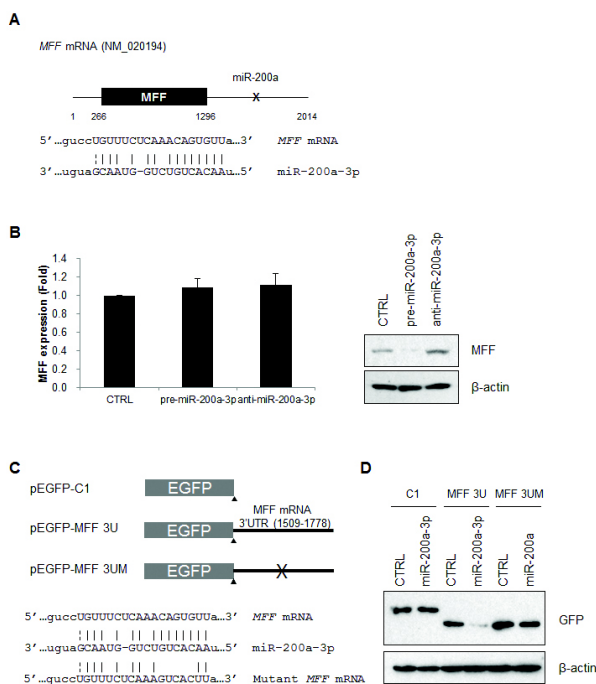 A
MFF mRNA (NM_020194)
miR-200a
MFF
X
1 266 1296 2014
5’…guccUGUUUCUCAAACAGUGUUa…3’ MFF mRNA
3’…uguaGCAAUG-GUCUGUCACAAu…5’ miR-200a-3p
B
MFF expression (Fold)
1.4
1.2
1.0
0.8
0.6
0.4
0.2
0.0
CTRL pre-miR-200a-3p anti-miR-200a-3p
CTRL
pre-miR-200a-3p
anti-miR-200a-3p
MFF
β-actin
C
pEGFP-C1 EGFP
MFF mRNA
3’UTR (1509-1778)
pEGFP-MFF 3U EGFP
pEGFP-MFF 3UM EGFP X
5’…guccUGUUUCUCAAACAGUGUUa…3’ MFF mRNA
3’…uguaGCAAUG-GUCUGUCACAAu…5’ miR-200a-3p
5’…guccUGUUUCUCAAAGUCACUUa…3’ Mutant MFF mRNA
D
C1 MFF 3U MFF 3UM
CTRL
miR-200a-3p
CTRL
miR-200a-3p
CTRL
miR-200a
GFP
β-actin